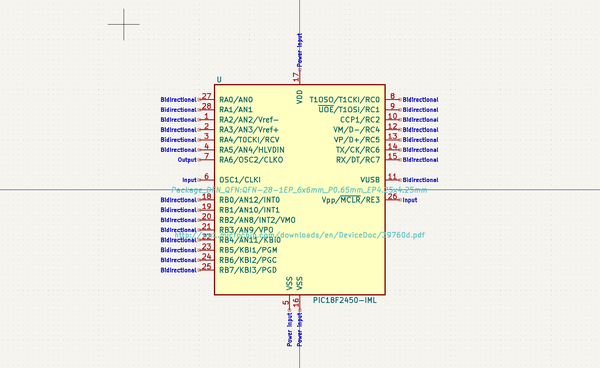 Power Input
17
U
VDD
Bidirectional 27 RA0/AN0 T1OSO/T1CKI/RC0 8 Bidirectional
Bidirectional 28 RA1/AN1 UOE/T1OSI/RC1 9 Bidirectional
Bidirectional 1 RA2/AN2/Vref- CCP1/RC2 10 Bidirectional
Bidirectional 2 RA3/AN3/Vref+ VM/D-/RC4 12 Bidirectional
Bidirectional 3 RA4/T0CKI/RCV VP/D+/RC5 13 Bidirectional
Bidirectional 4 RA5/AN4/HLVDIN TX/CK/RC6 14 Bidirectional
Output 7 RA6/OSC2/CLKO RX/DT/RC7 15 Bidirectional
Input 6 OSC1/CLKI VUSB 11 Bidirectional
Package_DFN_QFN:QFN-28-1EP_6x6mm_P0.65mm_EP4.25x4.25mm
Bidirectional 18 RB0/AN12/INT0 Vpp/MCLR/RE3 26 Input
Bidirectional 19 RB1/AN10/INT1
Bidirectional 20 RB2/AN8/INT2/VMO
Bidirectional 21 RB3/AN9/VPO
/downloads/en/DeviceDoc/39760d.pdf
Bidirectional 22 RB4/AN11/KBI0
Bidirectional 23 RB5/KBI1/PGM
Bidirectional 24 RB6/KBI2/PGC
Bidirectional 25 RB7/KBI3/PGD
VSS VSS
5 16 PIC18F2450-IML
Power Input Power Input